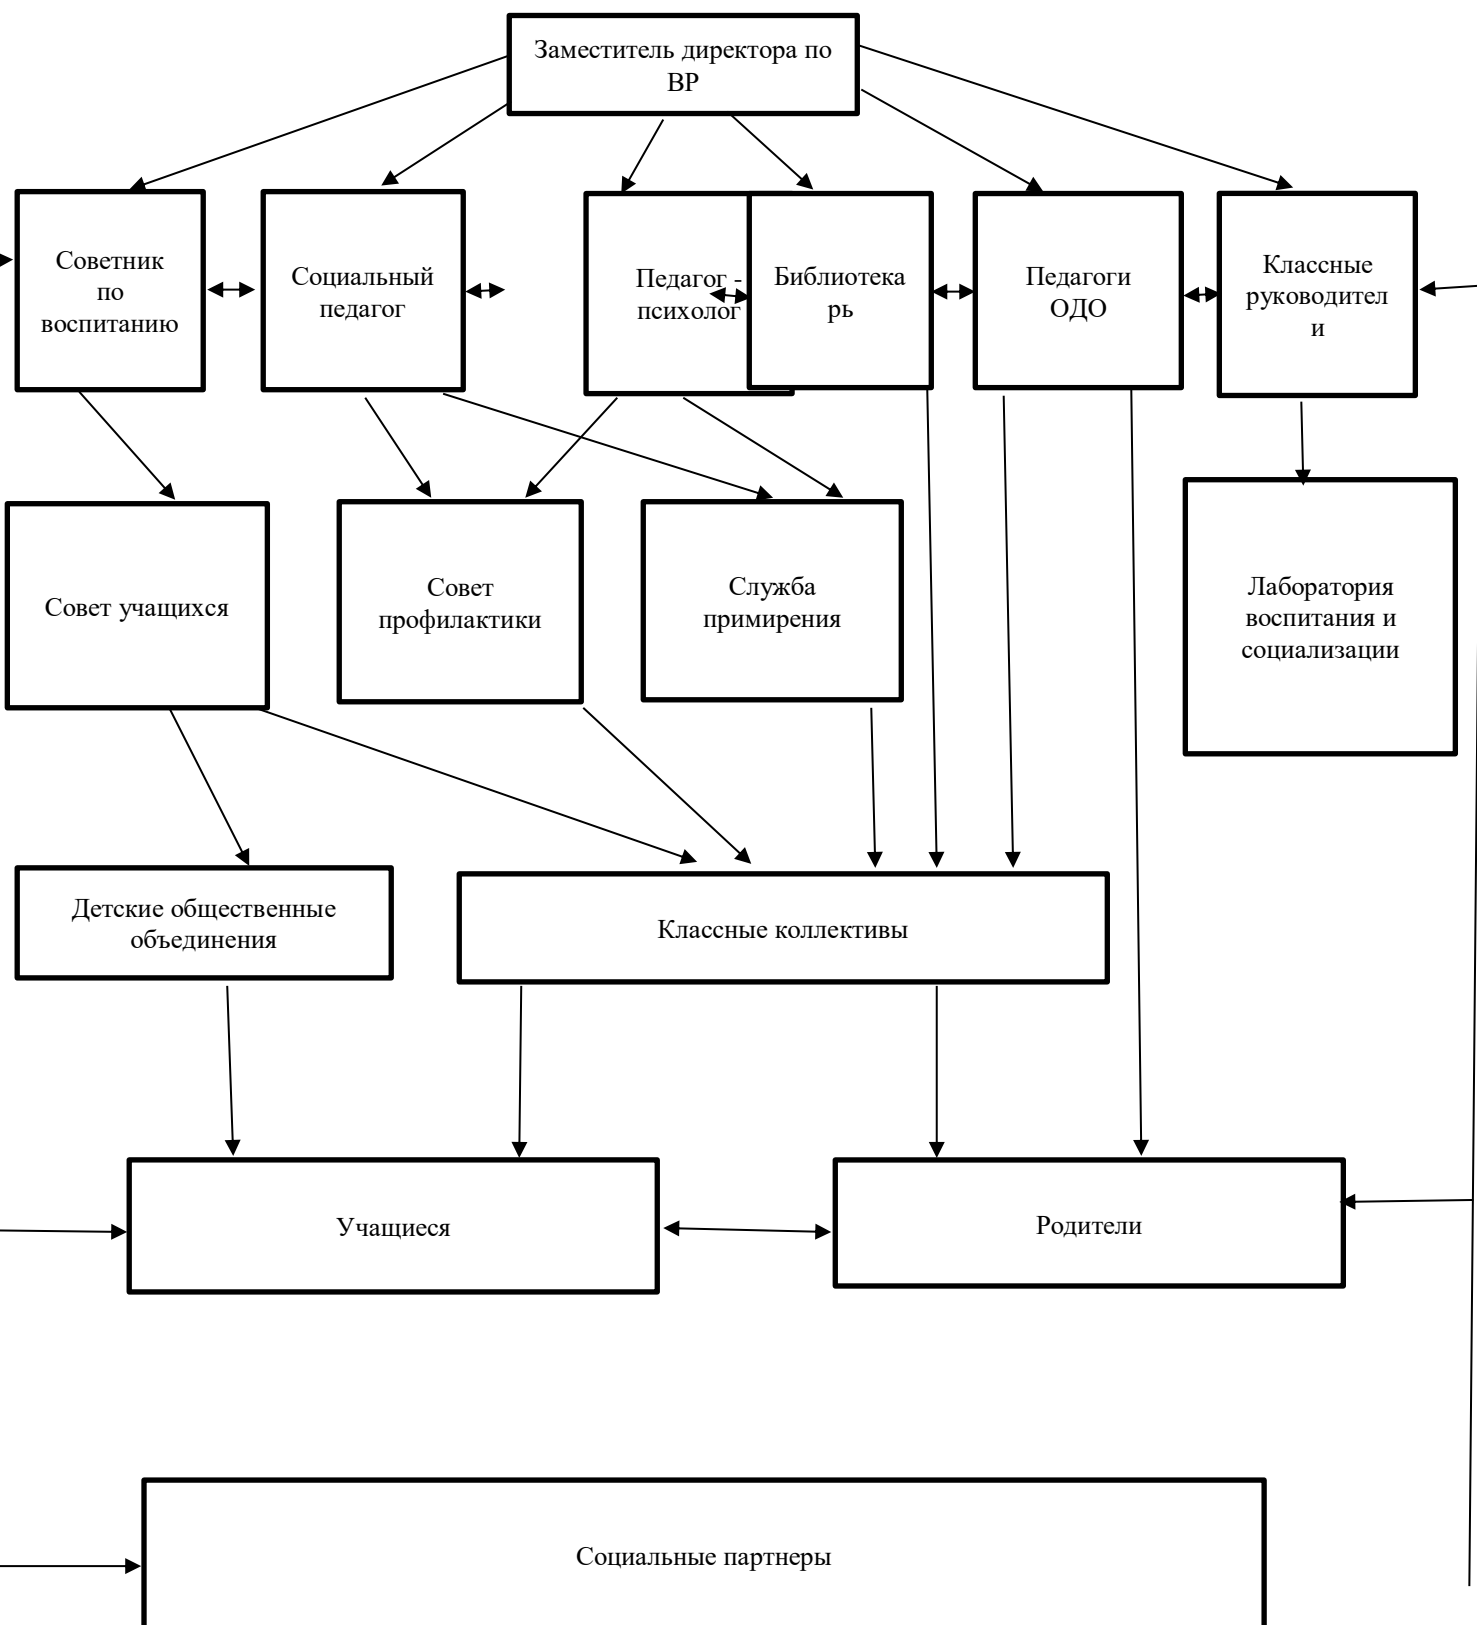 Заместитель директора по
ВР
Советник
по
воспитанию
Социальный
педагог
Педагог -
психолог
Библиотека
рь
Педагоги
ОДО
Классные
руководител
и
Совет учащихся
Совет
профилактики
Служба
примирения
Лаборатория
воспитания и
социализации
Детские общественные
объединения
Классные коллективы
Учащиеся
Родители
Социальные партнеры